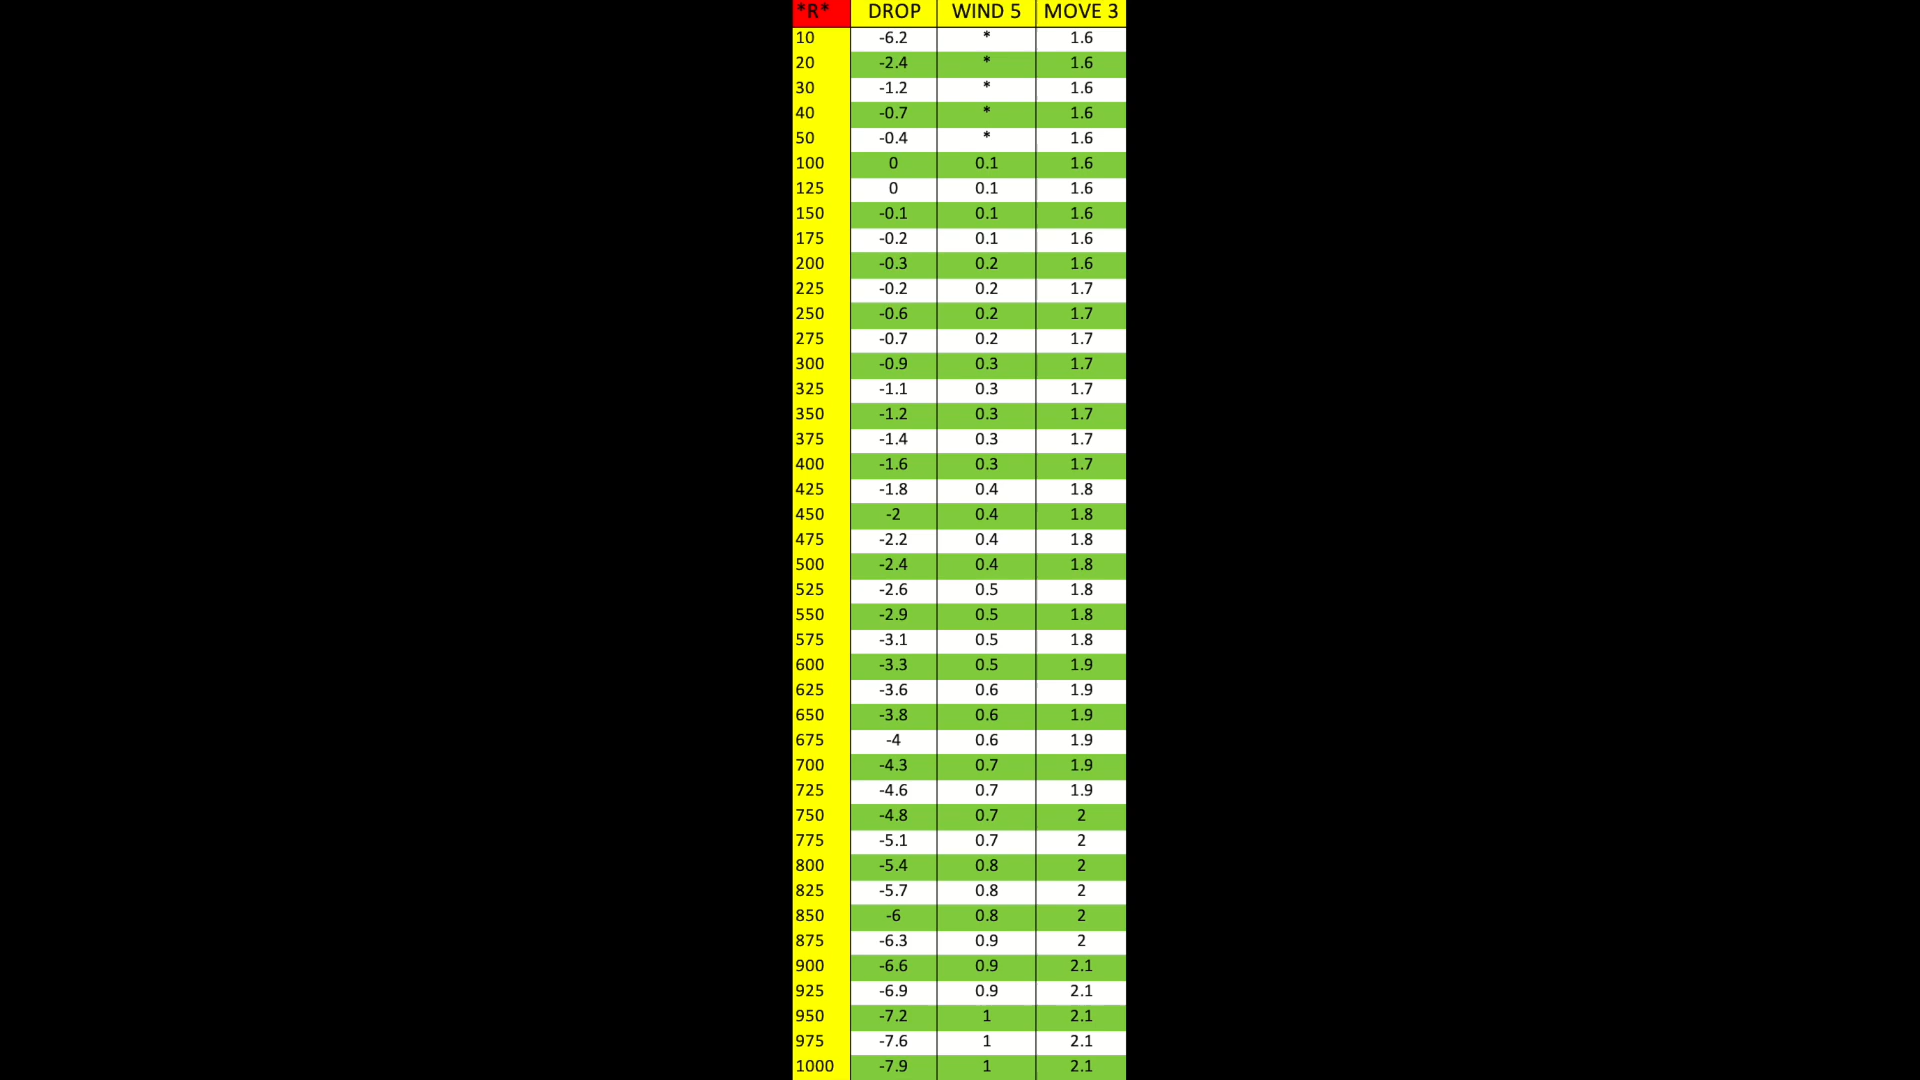 *R* DROP WIND 5 MOVE 3
10 -6.2 * 1.6
20 -2.4 * 1.6
30 -1.2 * 1.6
40 -0.7 * 1.6
50 -0.4 * 1.6
100 0 0.1 1.6
125 0 0.1 1.6
150 -0.1 0.1 1.6
175 -0.2 0.1 1.6
200 -0.3 0.2 1.6
225 -0.2 0.2 1.7
250 -0.6 0.2 1.7
275 -0.7 0.2 1.7
300 -0.9 0.3 1.7
325 -1.1 0.3 1.7
350 -1.2 0.3 1.7
375 -1.4 0.3 1.7
400 -1.6 0.3 1.7
425 -1.8 0.4 1.8
450 -2 0.4 1.8
475 -2.2 0.4 1.8
500 -2.4 0.4 1.8
525 -2.6 0.5 1.8
550 -2.9 0.5 1.8
575 -3.1 0.5 1.8
600 -3.3 0.5 1.9
625 -3.6 0.6 1.9
650 -3.8 0.6 1.9
675 -4 0.6 1.9
700 -4.3 0.7 1.9
725 -4.6 0.7 1.9
750 -4.8 0.7 2
775 -5.1 0.7 2
800 -5.4 0.8 2
825 -5.7 0.8 2
850 -6 0.8 2
875 -6.3 0.9 2
900 -6.6 0.9 2.1
925 -6.9 0.9 2.1
950 -7.2 1 2.1
975 -7.6 1 2.1
1000 -7.9 1 2.1